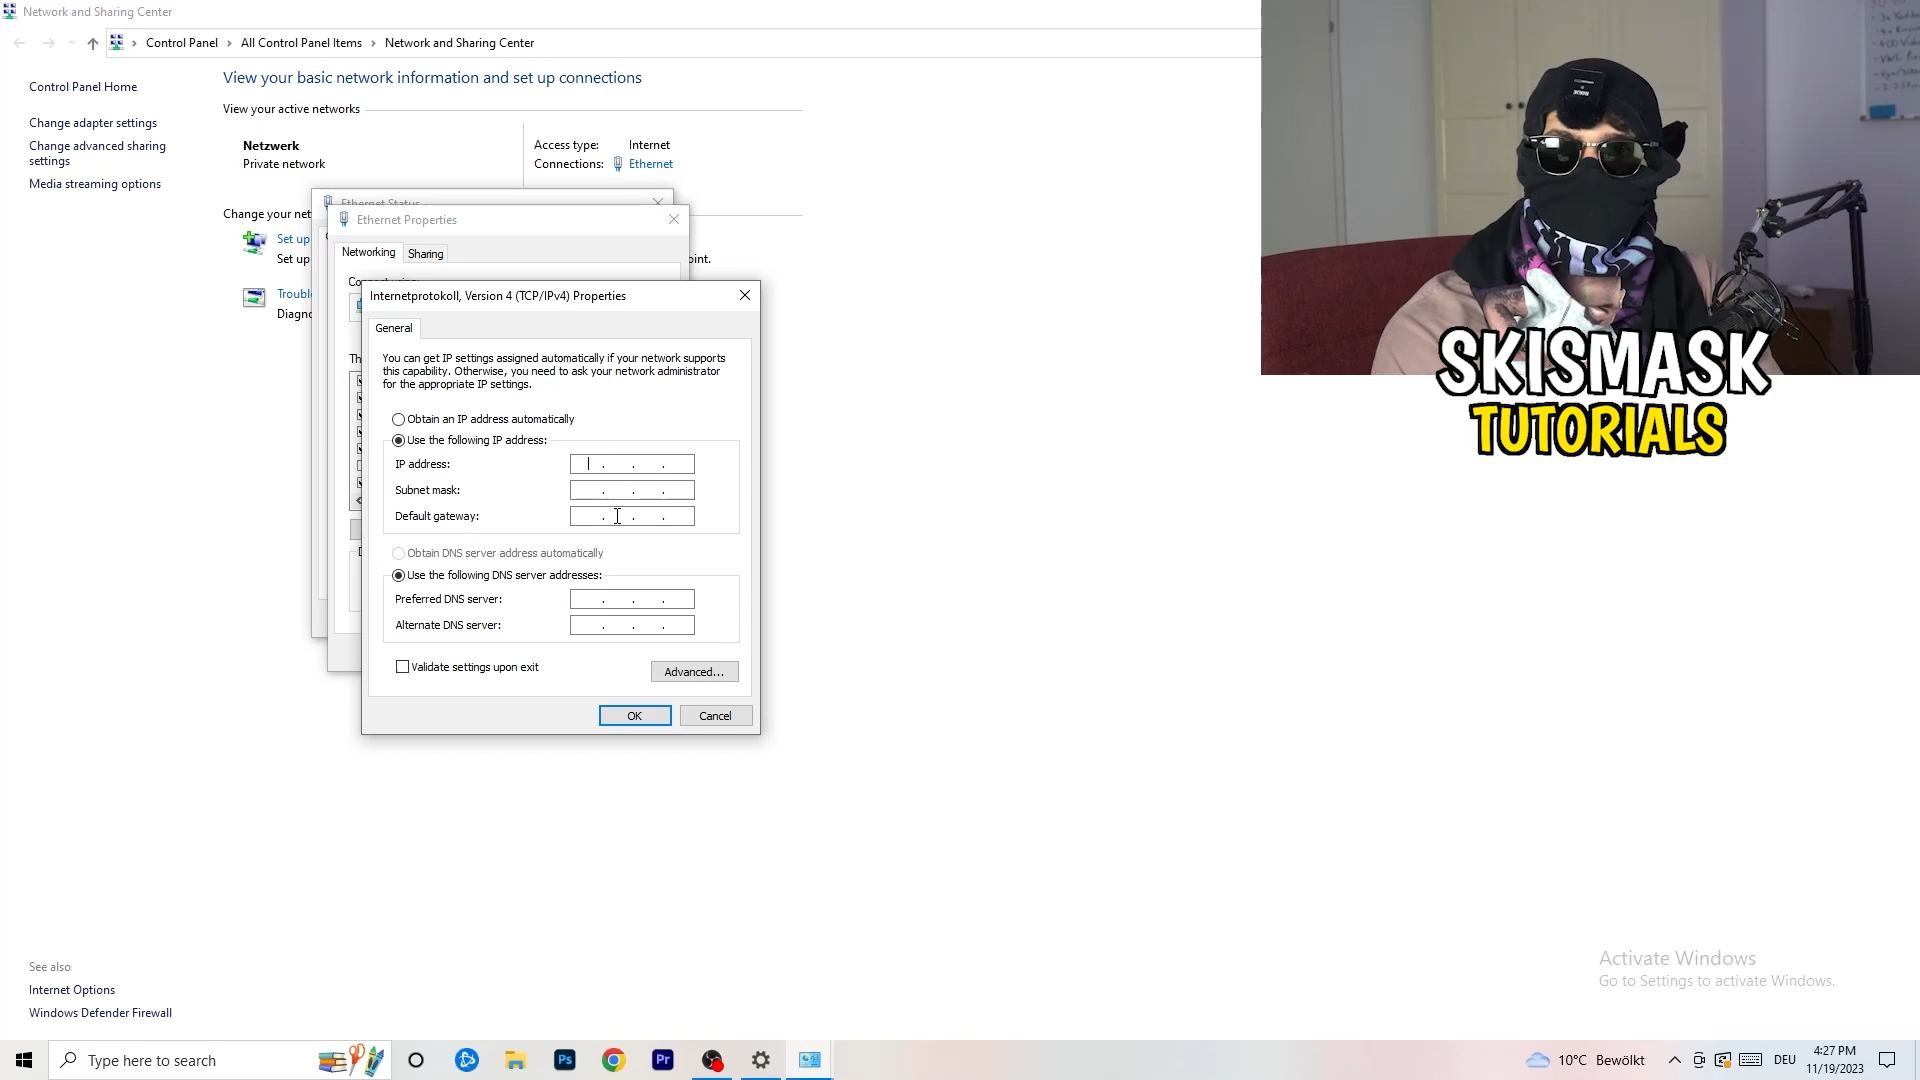 Network and Sharing Center
Control Panel > All Control Panel Items > Network and Sharing Center
Control Panel Home
Change adapter settings
Change advanced sharing
settings
Media streaming options
View your basic network information and set up connections
View your active networks
Netzwerk
Private network
Access type: Internet
Connections: Ethernet
Change your net
Set up
Set up
oint.
Troubl
Diagno
Ethernet Status
Ethernet Properties
Networking
Sharing
Internetprotokoll, Version 4 (TCP/IPv4) Properties
General
You can get IP settings assigned automatically if your network supports
this capability. Otherwise, you need to ask your network administrator
for the appropriate IP settings.
Obtain an IP address automatically
Use the following IP address:
IP address:
Subnet mask:
Default gateway:
Obtain DNS server address automatically
Use the following DNS server addresses:
Preferred DNS server:
Alternate DNS server:
Validate settings upon exit
Advanced...
OK
Cancel
SKISMASK
TUTORIALS
See also
Internet Options
Windows Defender Firewall
Activate Windows
Go to Settings to activate Windows.
Type here to search
Ps
Pr
10°C Bewölkt
DEU
4:27 PM
11/19/2023